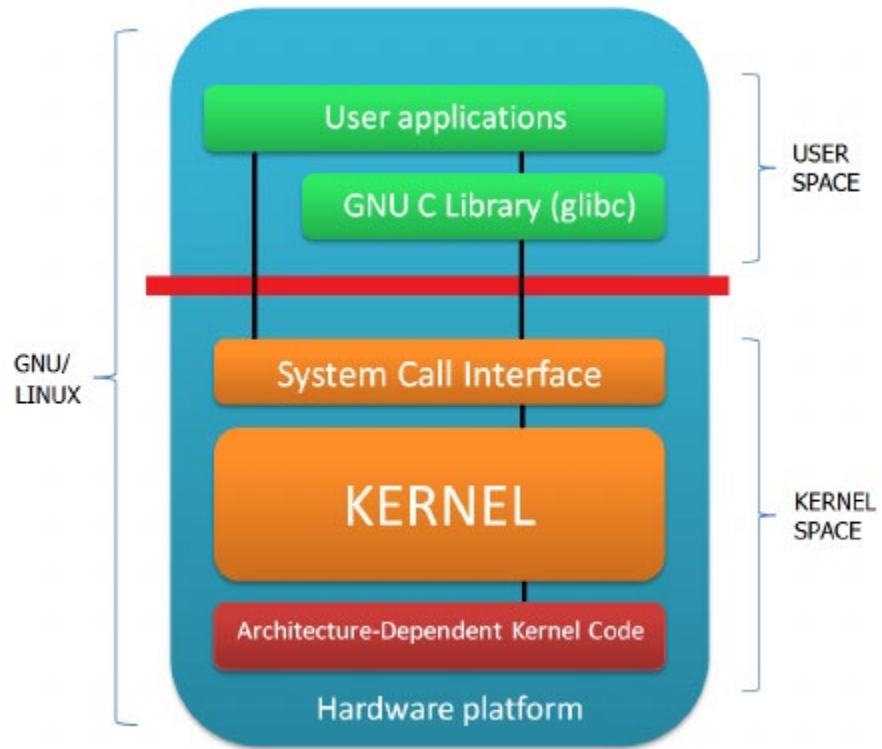 User applications
GNU C Library (glibc)
USER
SPACE
GNU/
LINUX
System Call Interface
KERNEL
KERNEL
SPACE
Architecture-Dependent Kernel Code
Hardware platform